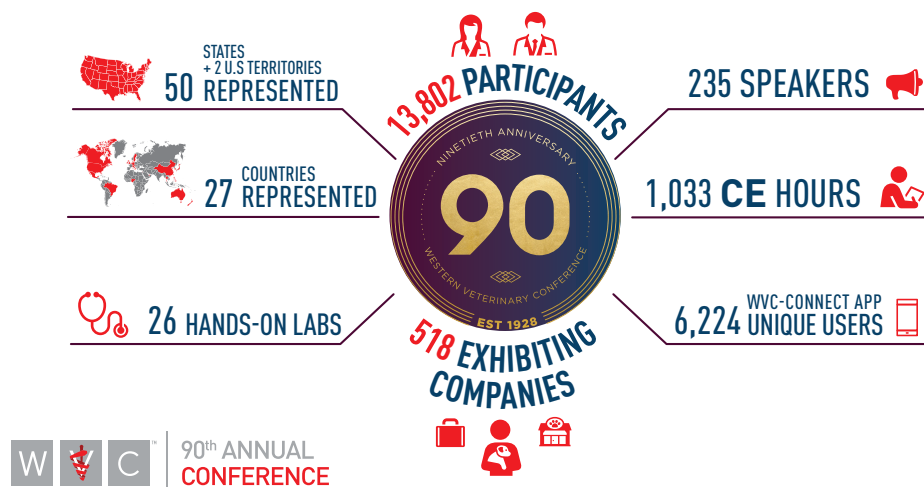 STATES
+ 2 U.S TERRITORIES
50 REPRESENTED
COUNTRIES
27 REPRESENTED
26 HANDS-ON LABS
13,802 PARTICIPANTS
NINETIETH ANNIVERSARY
90
WESTERN VETERINARY CONFERENCE
EST 1928
518 EXHIBITING
COMPANIES
235 SPEAKERS
1,033 CE HOURS
WVC-CONNECT APP
6,224 UNIQUE USERS
W V C ™
90th ANNUAL
CONFERENCE